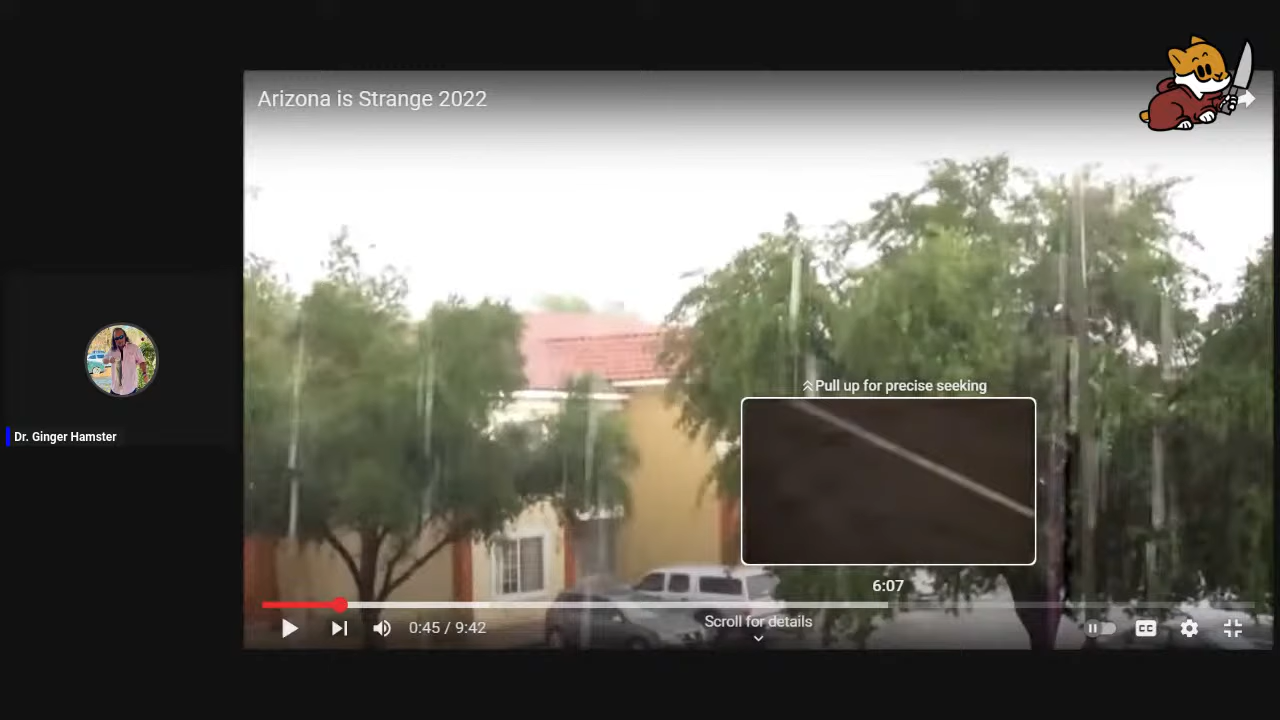 Arizona is Strange 2022
Pull up for precise seeking
6:07
0:45 / 9:42
Scroll for details
CC
Dr. Ginger Hamster